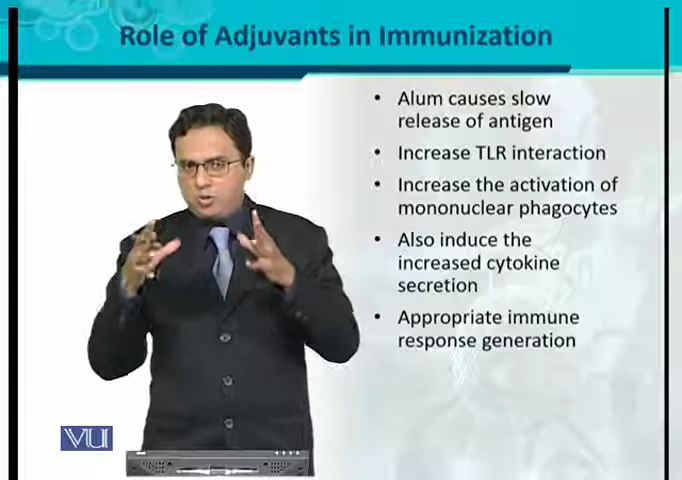 Role of Adjuvants in Immunization
• Alum causes slow
release of antigen
• Increase TLR interaction
• Increase the activation of
mononuclear phagocytes
• Also induce the
increased cytokine
secretion
• Appropriate immune
response generation
VU